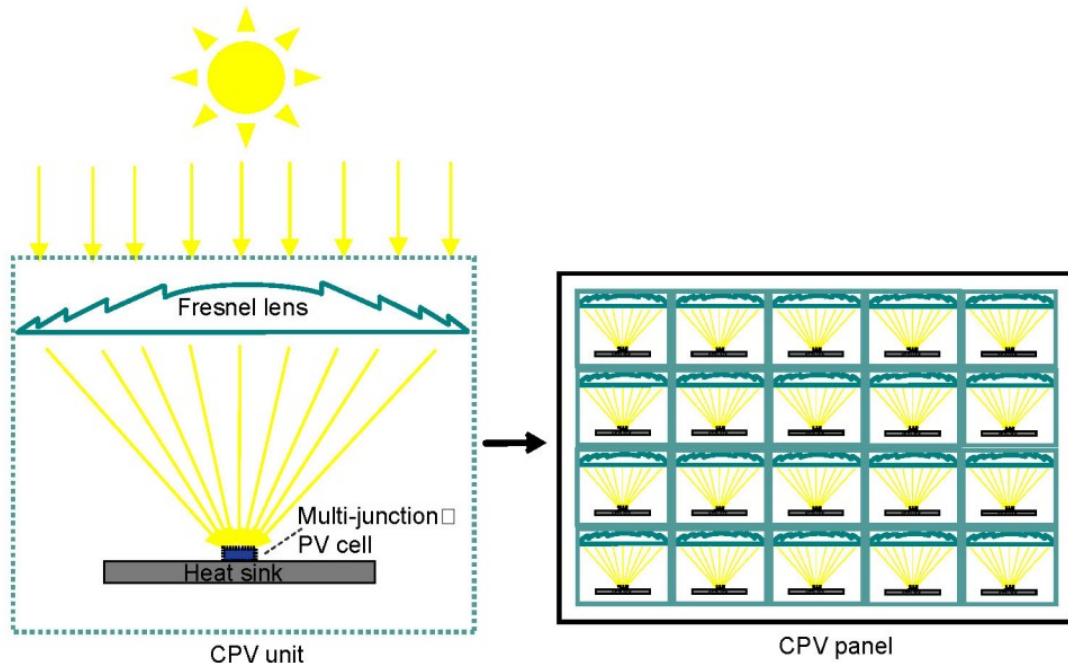 Fresnel lens
Multi-junction□
PV cell
Heat sink
CPV unit
CPV panel